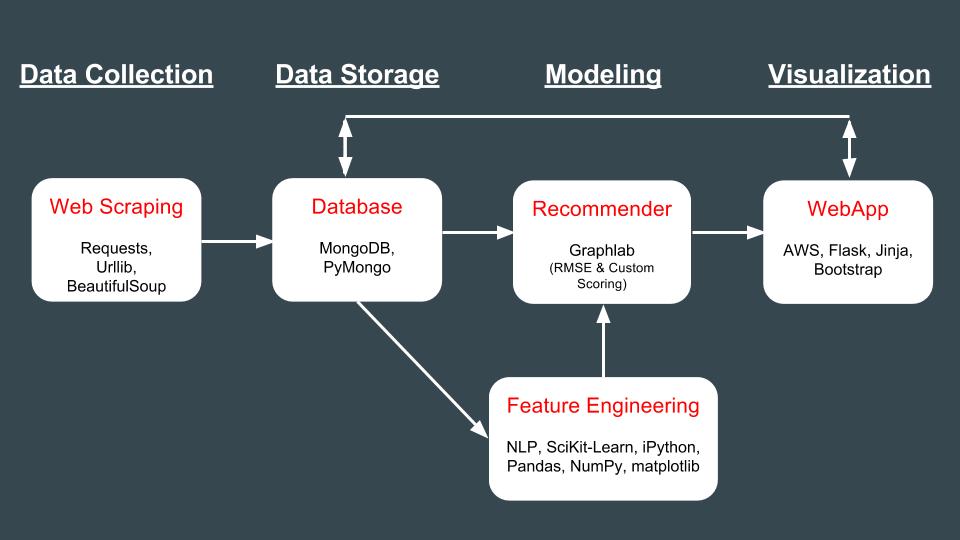 Data Collection
Data Storage
Modeling
Visualization
Web Scraping
Requests,
Urllib,
BeautifulSoup
Database
MongoDB,
PyMongo
Recommender
Graphlab
(RMSE & Custom
Scoring)
WebApp
AWS, Flask, Jinja,
Bootstrap
Feature Engineering
NLP, SciKit-Learn, iPython,
Pandas, NumPy, matplotlib